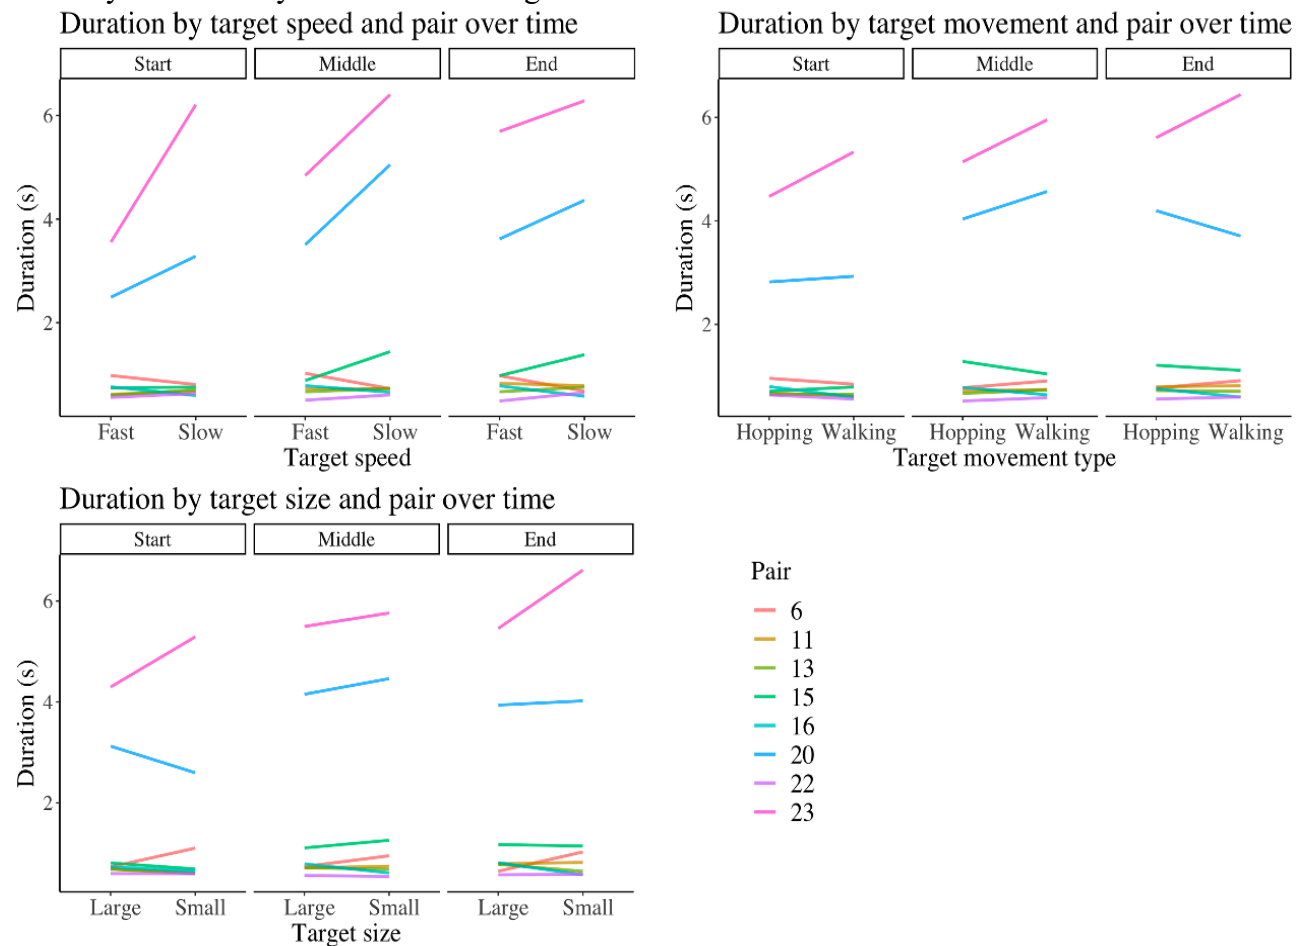 Duration by target speed and pair over time
Start Middle End
6
4
2
Duration (s)
Fast Slow Fast Slow Fast Slow
Target speed
Duration by target movement and pair over time
Start Middle End
6
4
2
Duration (s)
Hopping Walking Hopping Walking Hopping Walking
Target movement type
Duration by target size and pair over time
Start Middle End
6
4
2
Duration (s)
Large Small Large Small Large Small
Target size
Pair
6
11
13
15
16
20
22
23